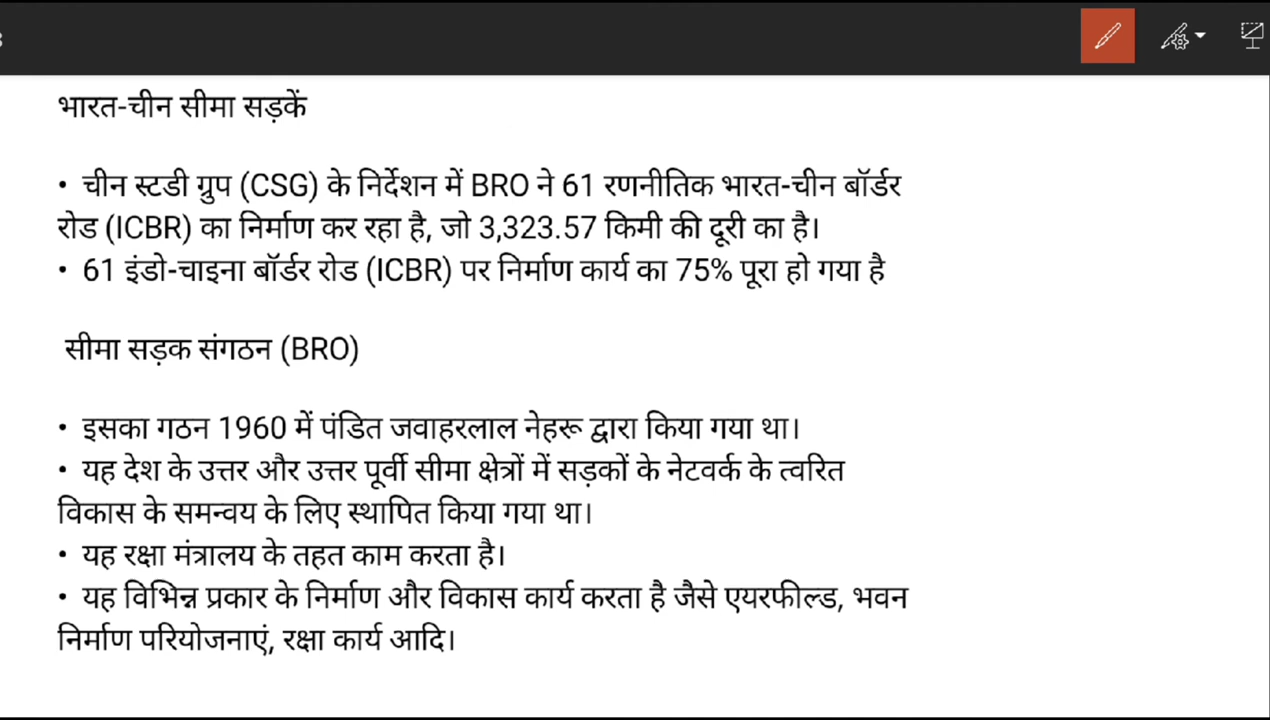 भारत-चीन सीमा सड़कें
• चीन स्टडी ग्रुप (CSG) के निर्देशन में BRO ने 61 रणनीतिक भारत-चीन बॉर्डर
रोड (ICBR) का निर्माण कर रहा है, जो 3,323.57 किमी की दूरी का है।
• 61 इंडो-चाइना बॉर्डर रोड (ICBR) पर निर्माण कार्य का 75% पूरा हो गया है
सीमा सड़क संगठन (BRO)
• इसका गठन 1960 में पंडित जवाहरलाल नेहरू द्वारा किया गया था।
• यह देश के उत्तर और उत्तर पूर्वी सीमा क्षेत्रों में सड़कों के नेटवर्क के त्वरित
विकास के समन्वय के लिए स्थापित किया गया था।
• यह रक्षा मंत्रालय के तहत काम करता है।
• यह विभिन्न प्रकार के निर्माण और विकास कार्य करता है जैसे एयरफील्ड, भवन
निर्माण परियोजनाएं, रक्षा कार्य आदि।